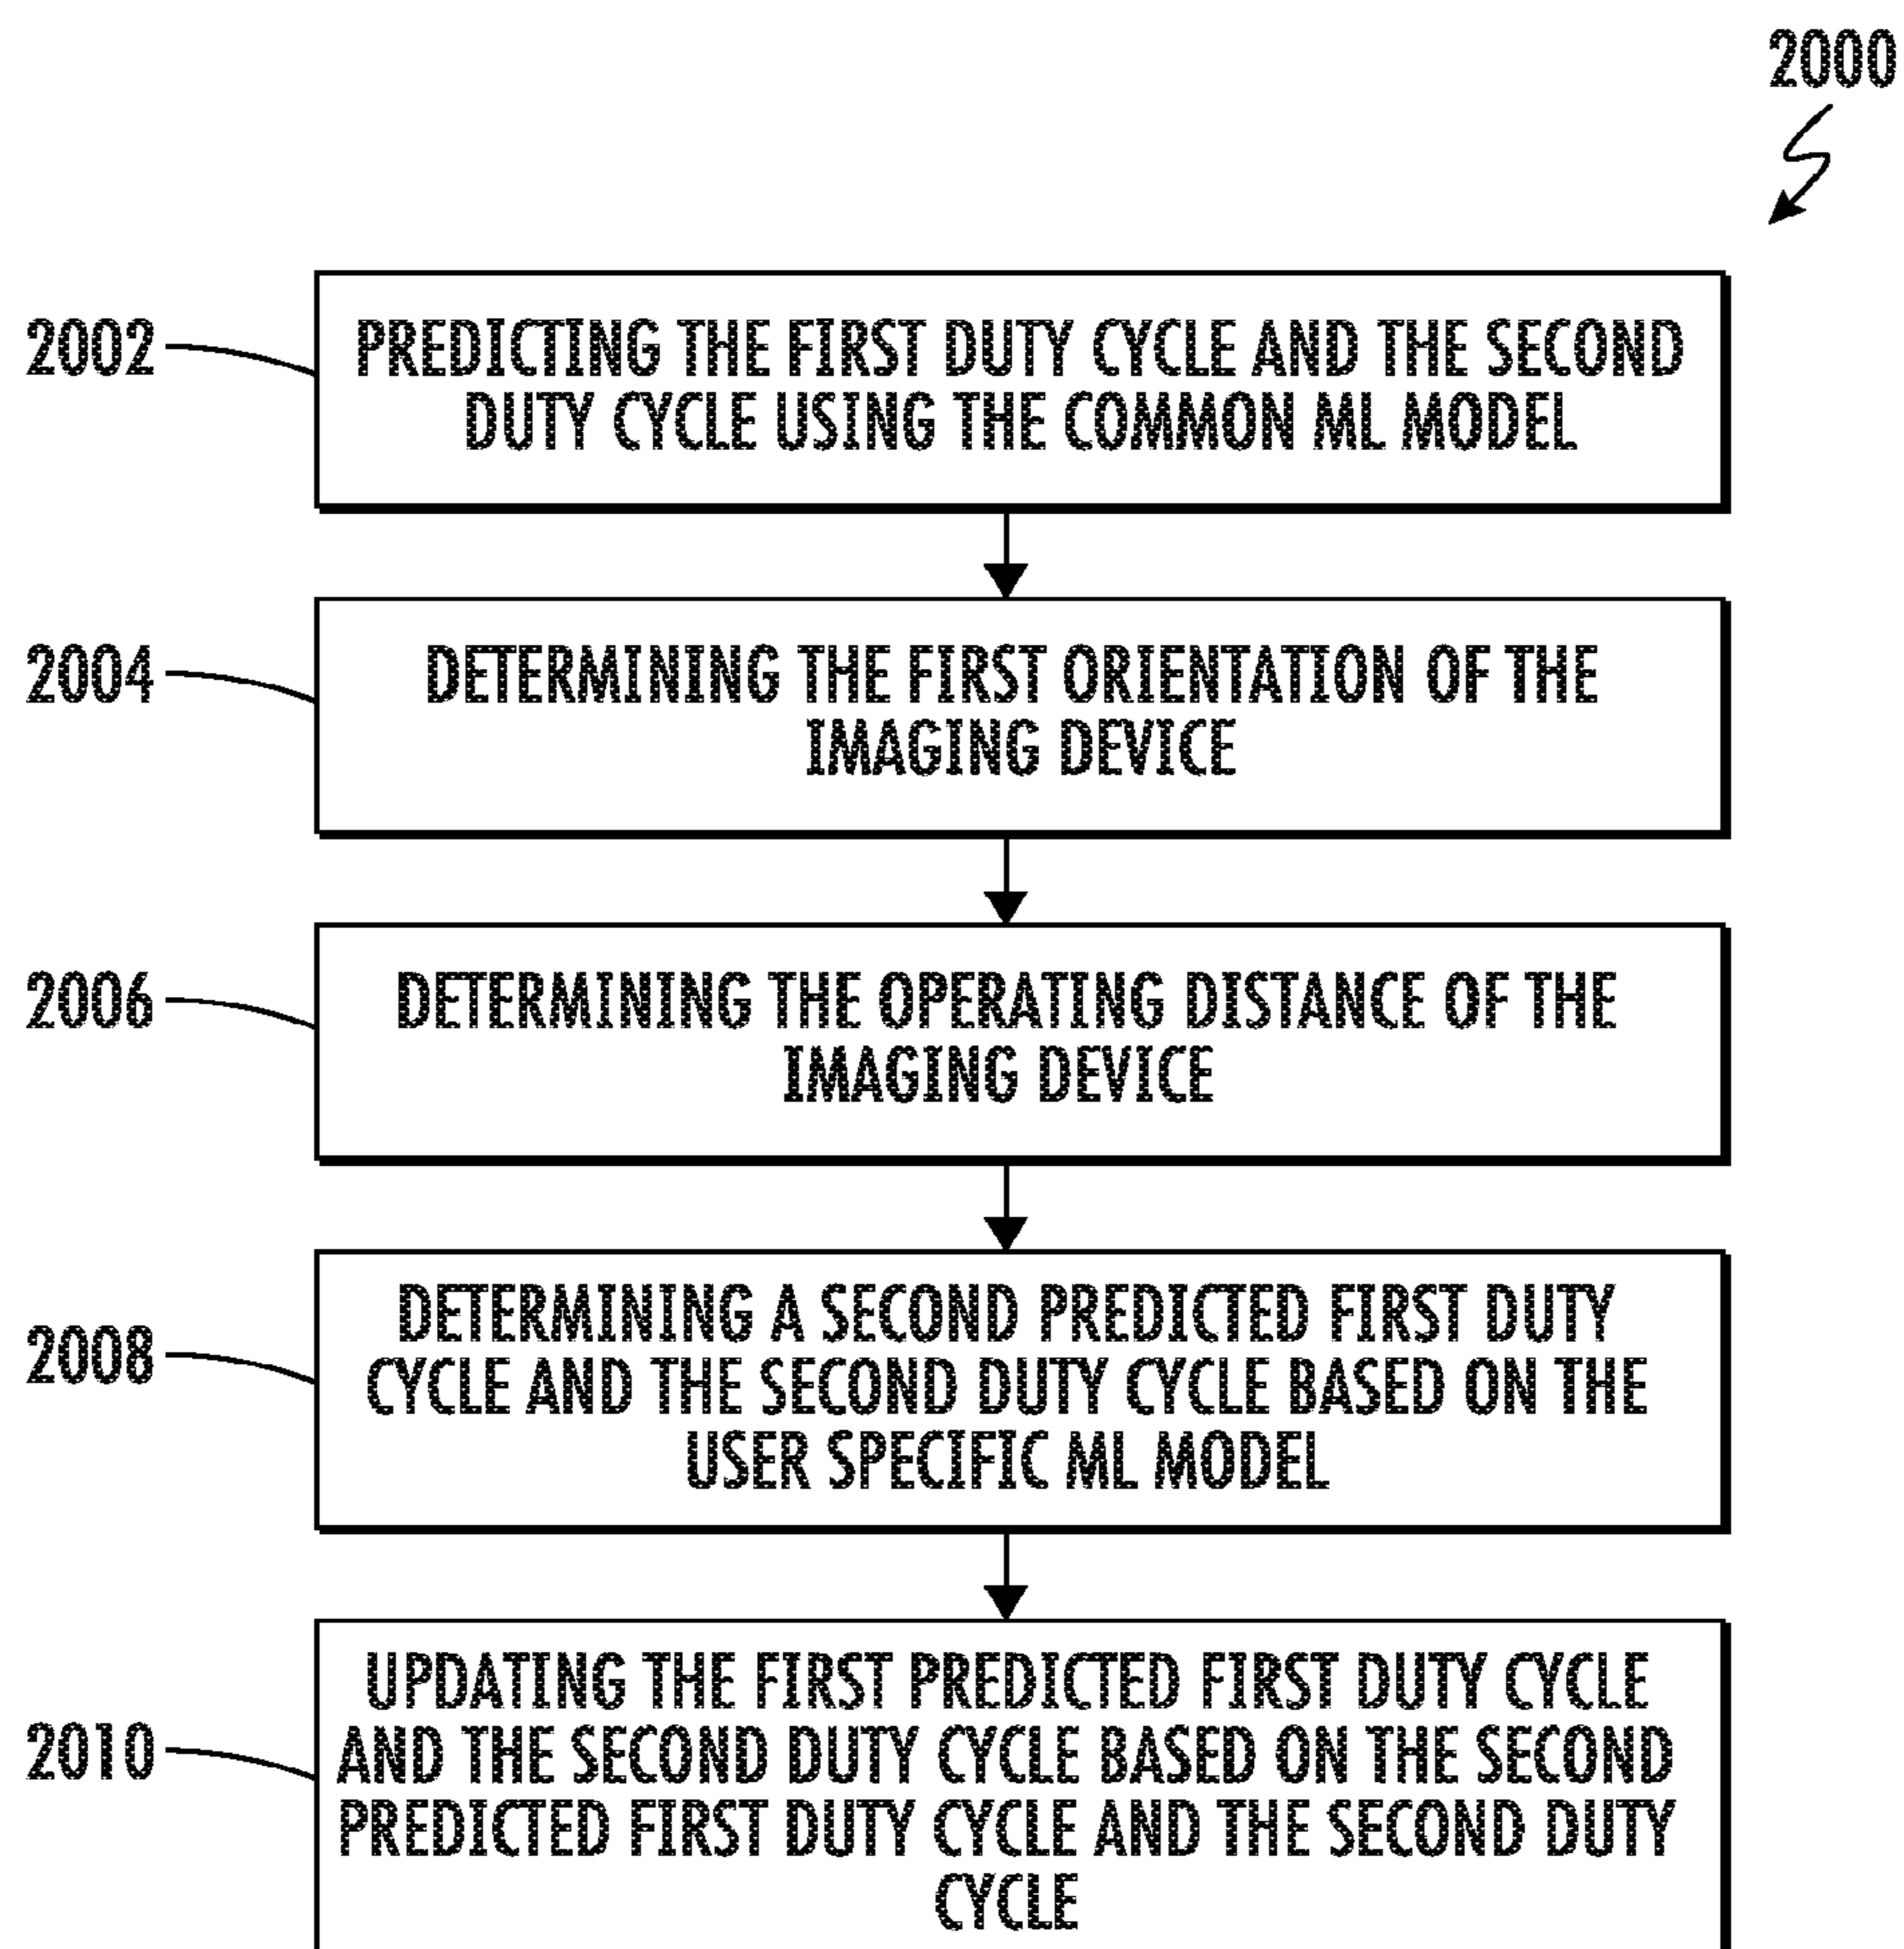 2000
2002
PREDICTING THE FIRST DUTY CYCLE AND THE SECOND
DUTY CYCLE USING THE COMMON ML MODEL
2004
DETERMINING THE FIRST ORIENTATION OF THE
IMAGING DEVICE
2006
DETERMINING THE OPERATING DISTANCE OF THE
IMAGING DEVICE
2008
DETERMINING A SECOND PREDICTED FIRST DUTY
CYCLE AND THE SECOND DUTY CYCLE BASED ON THE
USER SPECIFIC ML MODEL
2010
UPDATING THE FIRST PREDICTED FIRST DUTY CYCLE
AND THE SECOND DUTY CYCLE BASED ON THE SECOND
PREDICTED FIRST DUTY CYCLE AND THE SECOND DUTY
CYCLE